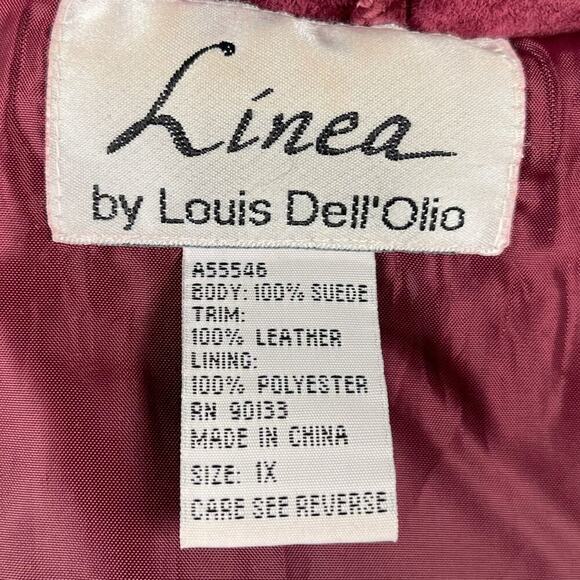 Linea
by Louis Dell'Olio
A55546
BODY: 100% SUEDE
TRIM:
100% LEATHER
LINING:
100% POLYESTER
RN 90133
MADE IN CHINA
SIZE: 1X
CARE SEE REVERSE